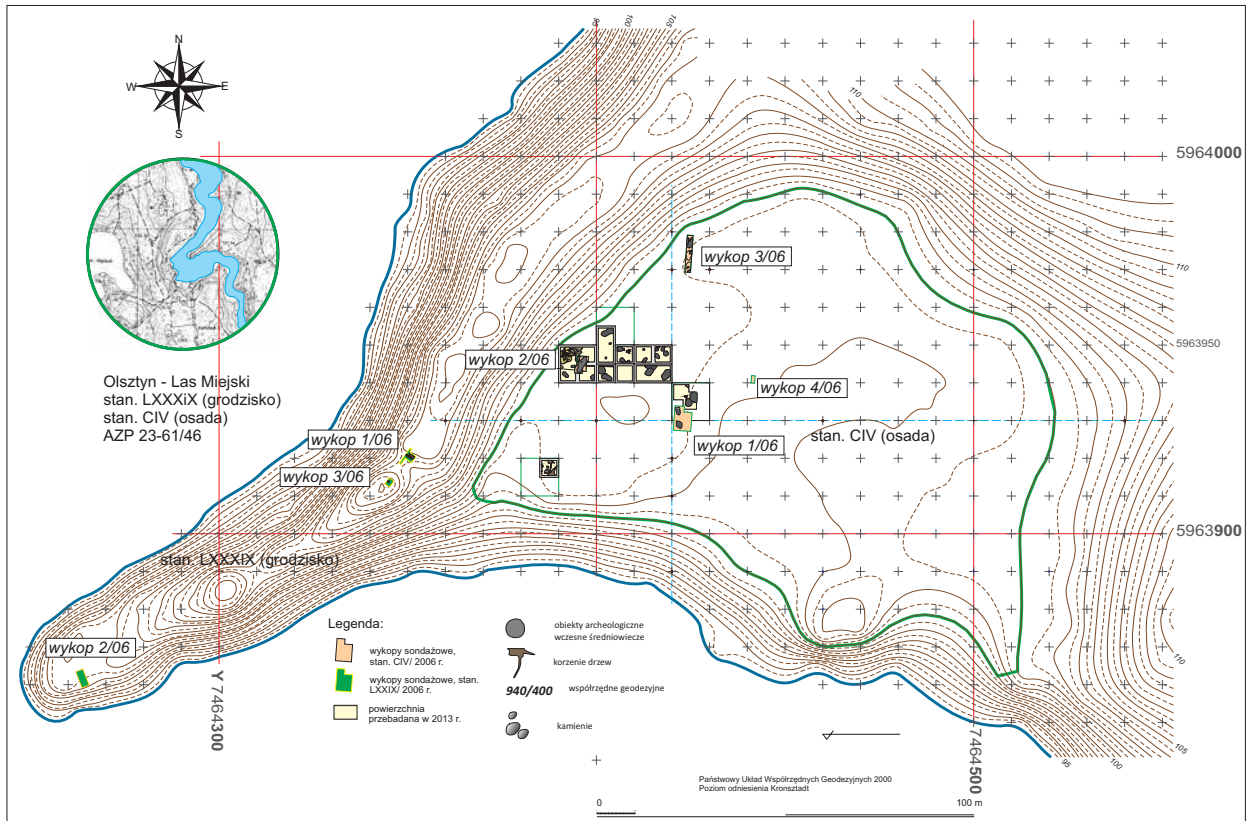 95
100
105
N
W
E
S
110
5964000
wykop 3/06
110
5963950
wykop 2/06
wykop 4/06
Olsztyn - Las Miejski
stan. LXXXiX (grodzisko)
stan. CIV (osada)
AZP 23-61/46
wykop 1/06
wykop 1/06
stan. CIV (osada)
wykop 3/06
5963900
stan. LXXXIX (grodzisko)
wykop 2/06
Legenda:
wykopy sondażowe,
stan. CIV/ 2006 r.
wykopy sondażowe, stan.
LXXIX/ 2006 r.
powierzchnia
przebadana w 2013 r.
obiekty archeologiczne
wczesne średniowiecze
korzenie drzew
940/400 współrzędne geodezyjne
kamienie
110
Y 7464300
7464500
95
100
105
Państwowy Układ Współrzędnych Geodezyjnych 2000
Poziom odniesienia Kronsztadt
0
100 m